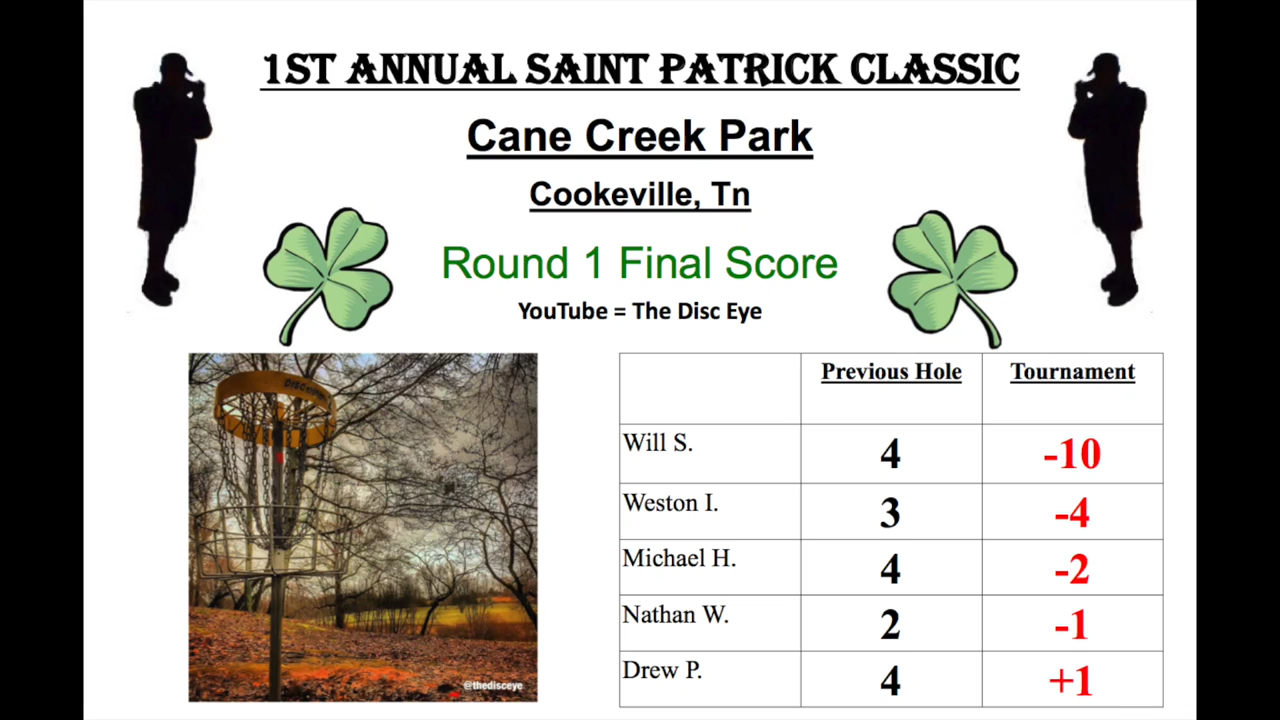 1ST ANNUAL SAINT PATRICK CLASSIC
Cane Creek Park
Cookeville, Tn
Round 1 Final Score
YouTube = The Disc Eye
Previous Hole Tournament
Will S. 4 -10
Weston I. 3 -4
Michael H. 4 -2
Nathan W. 2 -1
Drew P. 4 +1
@thedisceye